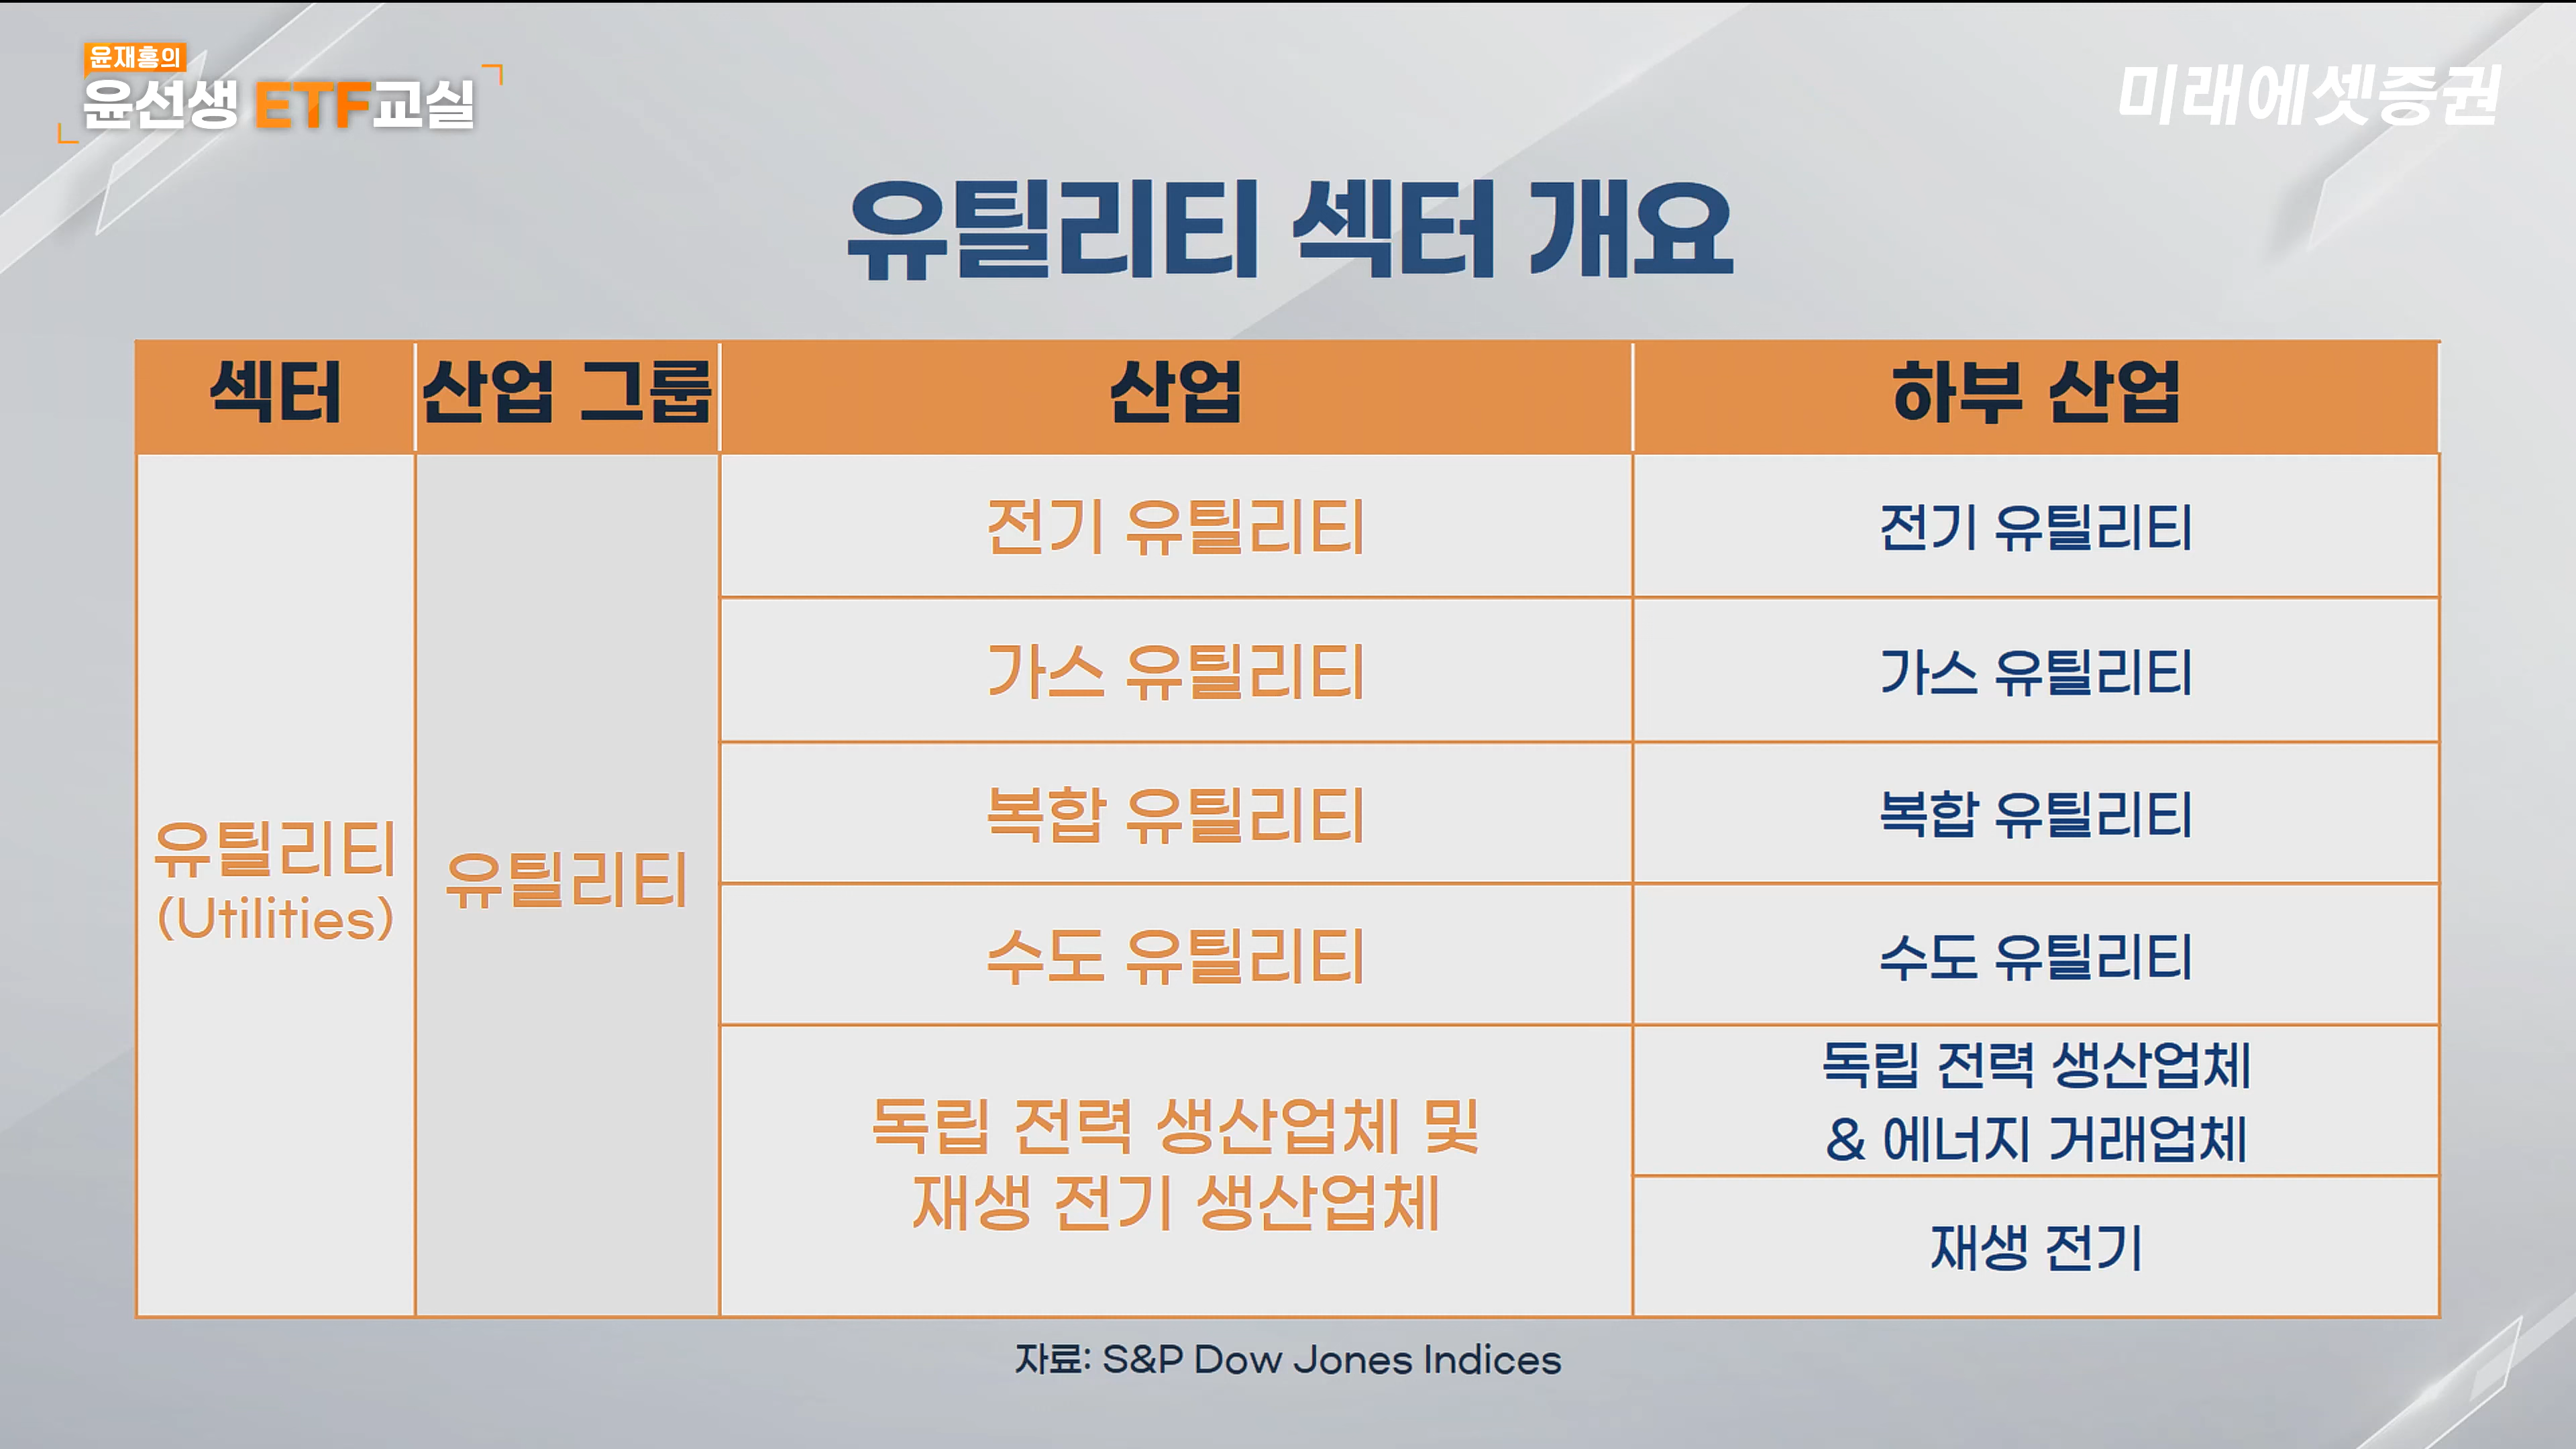 윤재홍의
윤선생 ETF교실
미래에셋증권
유틸리티 섹터 개요
섹터 산업 그룹 산업 하부 산업
유틸리티
(Utilities)
유틸리티
전기 유틸리티 전기 유틸리티
가스 유틸리티 가스 유틸리티
복합 유틸리티 복합 유틸리티
수도 유틸리티 수도 유틸리티
독립 전력 생산업체 및
재생 전기 생산업체
독립 전력 생산업체
& 에너지 거래업체
재생 전기
자료: S&P Dow Jones Indices